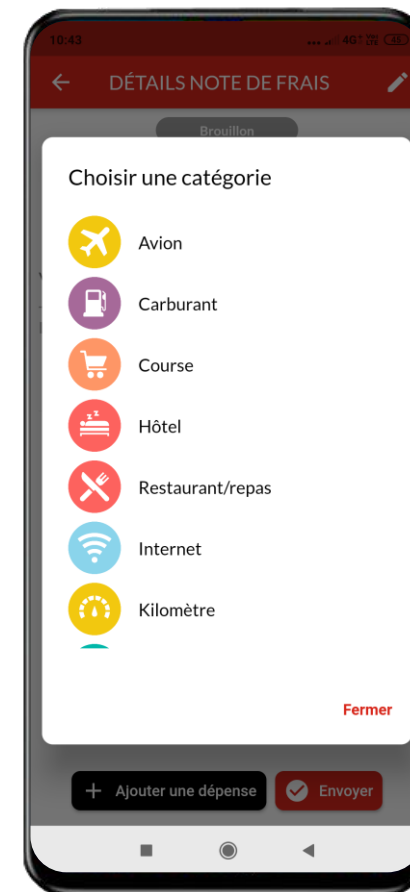 10:43
4G+
DÉTAILS NOTE DE FRAIS
Brouillon
Choisir une catégorie
Avion
Carburant
Course
Hôtel
Restaurant/repas
Internet
Kilomètre
Fermer
Ajouter une dépense
Envoyer